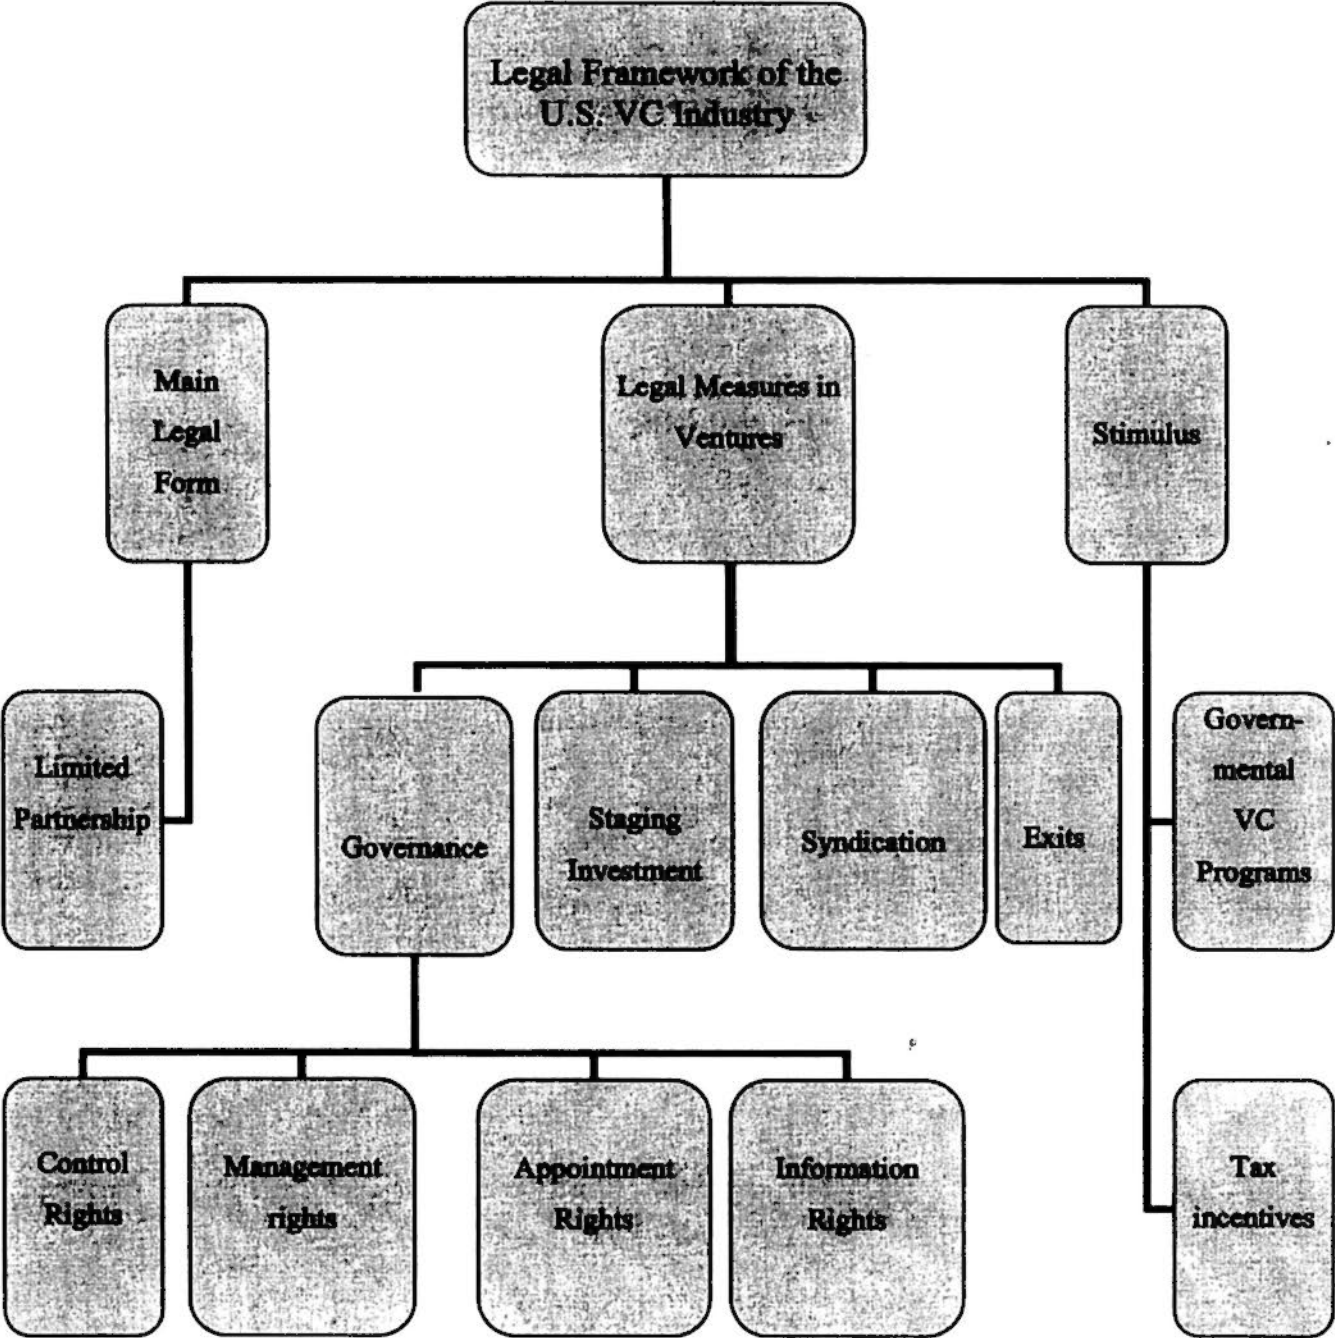 Legal Framework of the
U.S. VC Industry
Main
Legal
Form
Legal Measures in
Ventures
Stimulus
Limited
Partnership
Governance
Staging
Investment
Syndication
Exits
Govern-
mental
VC
Programs
Control
Rights
Management
rights
Appointment
Rights
Information
Rights
Tax
incentives